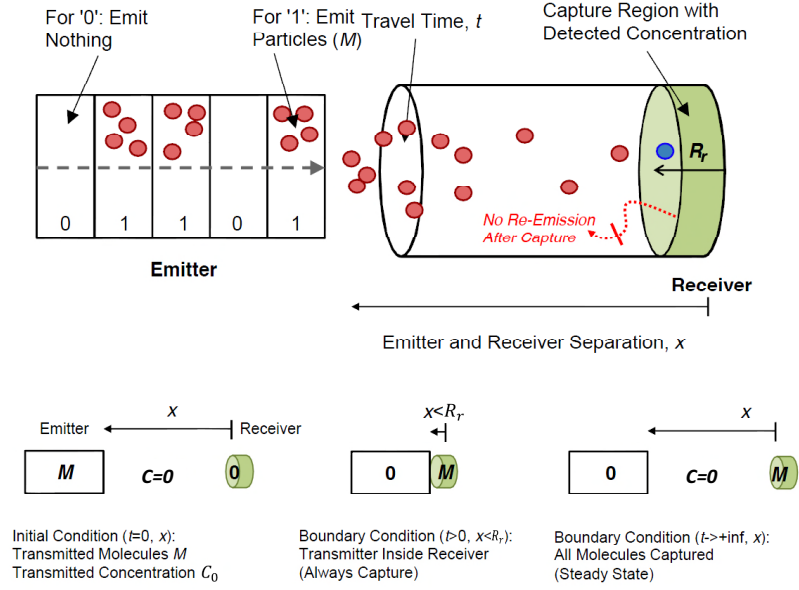 For '0': Emit
Nothing
For '1': Emit
Particles (M)
Travel Time, t
Capture Region with
Detected Concentration
R_r
0 1 1 0 1
No Re-Emission
After Capture
Emitter
Receiver
Emitter and Receiver Separation, x
x
Emitter
Receiver
M
C=0
0
x<R_r
0
M
x
0
C=0
M
Initial Condition (t=0, x):
Transmitted Molecules M
Transmitted Concentration C_0
Boundary Condition (t>0, x<R_r):
Transmitter Inside Receiver
(Always Capture)
Boundary Condition (t->+inf, x):
All Molecules Captured
(Steady State)